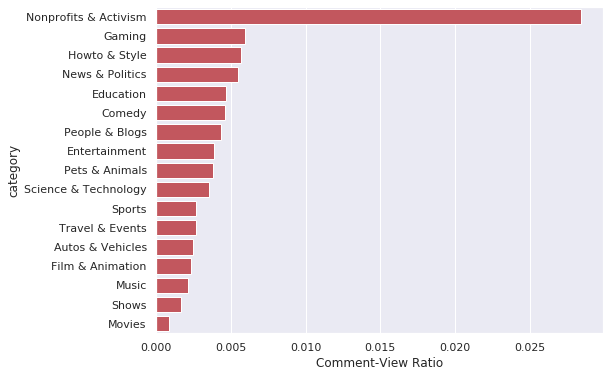 Nonprofits & Activism
Gaming
Howto & Style
News & Politics
Education
Comedy
People & Blogs
Entertainment
Pets & Animals
Science & Technology
Sports
Travel & Events
Autos & Vehicles
Film & Animation
Music
Shows
Movies
category
0.000 0.005 0.010 0.015 0.020 0.025
Comment-View Ratio